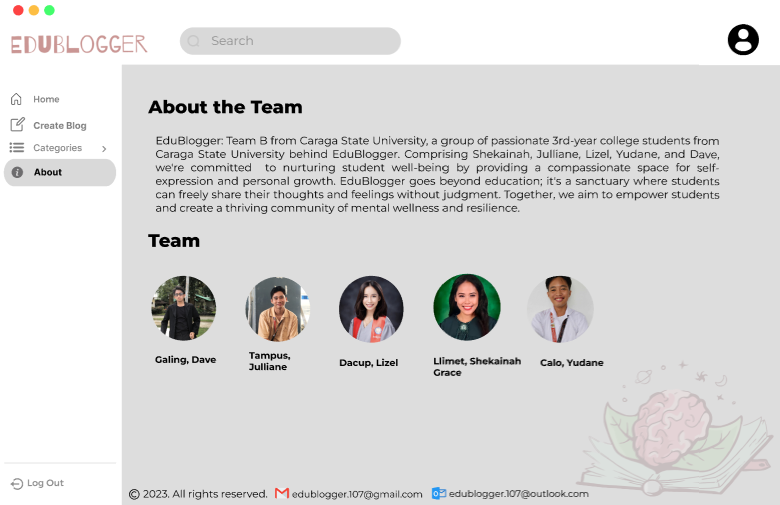 EDUBLOGGER
Search
Home
Create Blog
Categories
About
About the Team
EduBlogger: Team B from Caraga State University, a group of passionate 3rd-year college students from
Caraga State University behind EduBlogger. Comprising Shekainah, Julliane, Lizel, Yudane, and Dave,
we're committed to nurturing student well-being by providing a compassionate space for self-
expression and personal growth. EduBlogger goes beyond education; it's a sanctuary where students
can freely share their thoughts and feelings without judgment. Together, we aim to empower students
and create a thriving community of mental wellness and resilience.
Team
Galing, Dave
Tampus,
Julliane
Dacup, Lizel
Llimet, Shekainah
Grace
Calo, Yudane
Log Out
© 2023. All rights reserved. edublogger.107@gmail.com edublogger.107@outlook.com